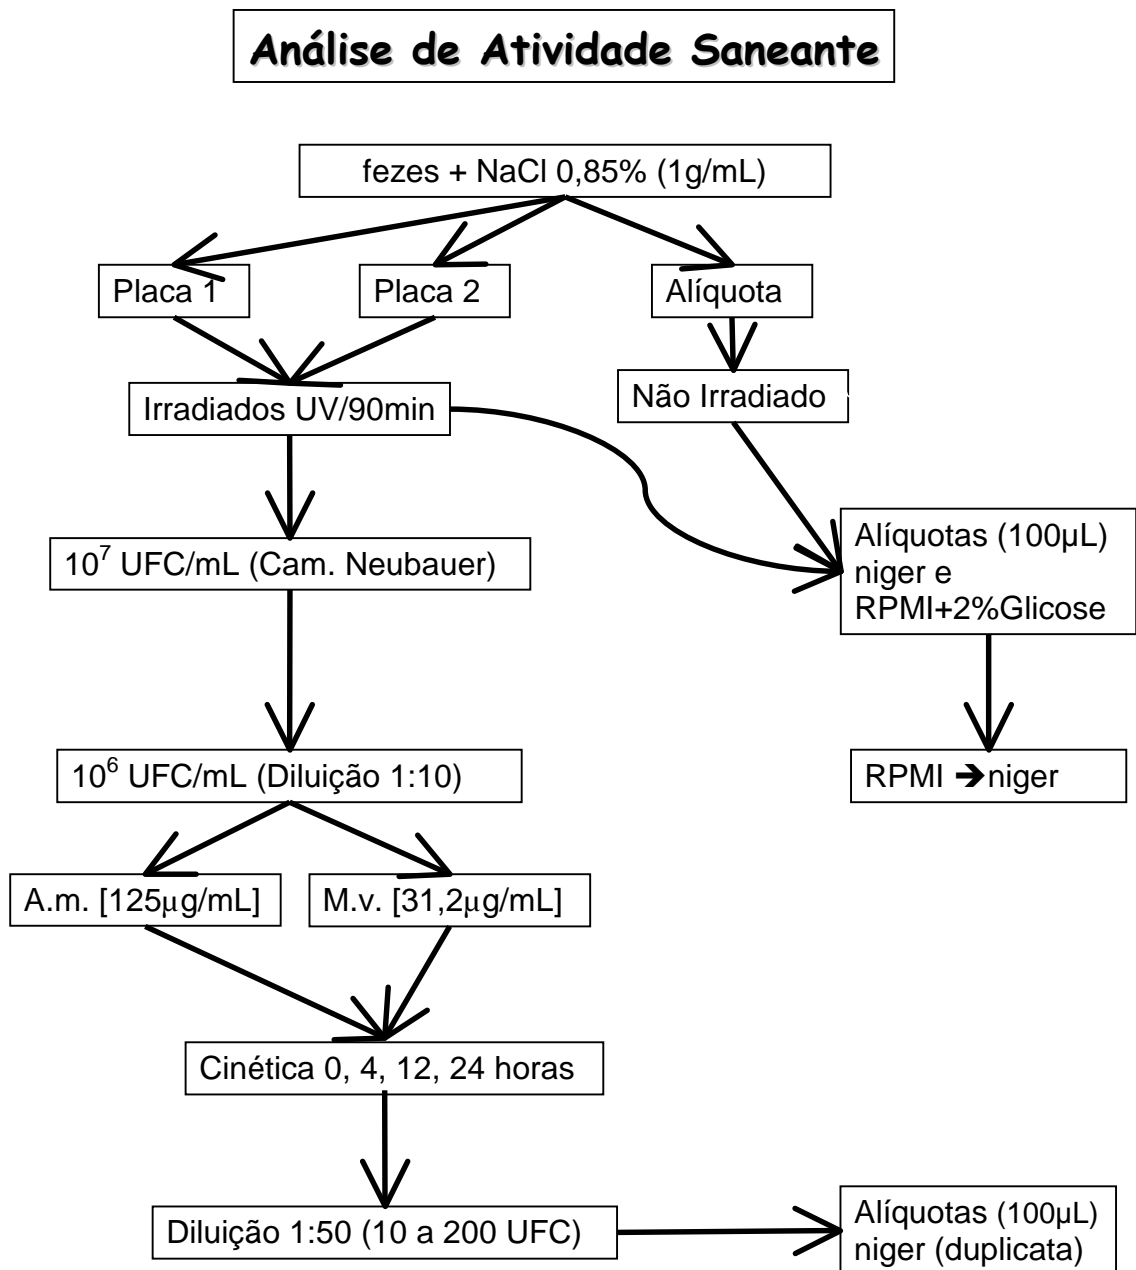 Análise de Atividade Saneante
fezes + NaCl 0,85% (1g/mL)
Placa 1
Placa 2
Alíquota
Irradiados UV/90min
Não Irradiado
10⁷ UFC/mL (Cam. Neubauer)
Alíquotas (100µL)
niger e
RPMI+2%Glicose
10⁶ UFC/mL (Diluição 1:10)
RPMI ➔niger
A.m. [125µg/mL]
M.v. [31,2µg/mL]
Cinética 0, 4, 12, 24 horas
Diluição 1:50 (10 a 200 UFC)
Alíquotas (100µL)
niger (duplicata)